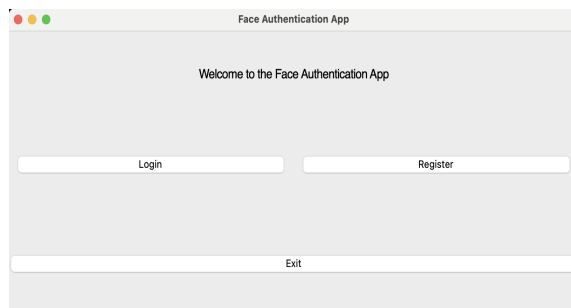 Face Authentication App
Welcome to the Face Authentication App
Login
Register
Exit